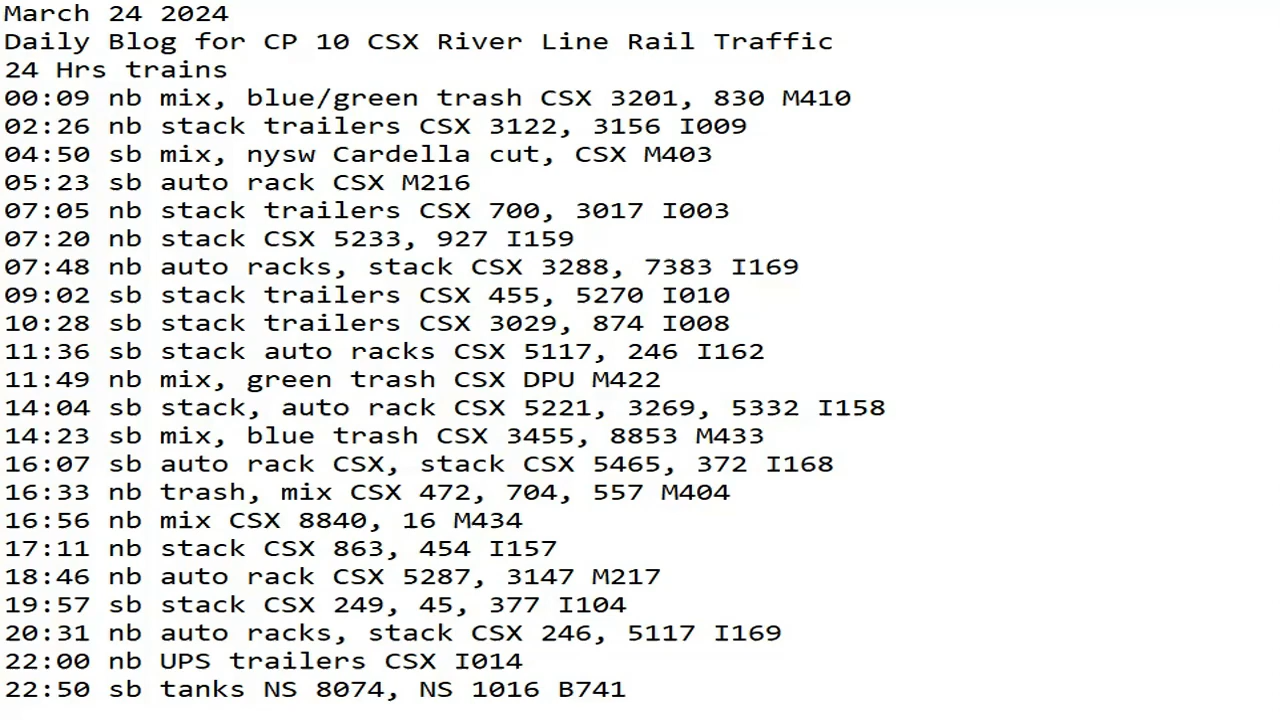 March 24 2024
Daily Blog for CP 10 CSX River Line Rail Traffic
24 Hrs trains
00:09 nb mix, blue/green trash CSX 3201, 830 M410
02:26 nb stack trailers CSX 3122, 3156 I009
04:50 sb mix, nysw Cardella cut, CSX M403
05:23 sb auto rack CSX M216
07:05 nb stack trailers CSX 700, 3017 I003
07:20 nb stack CSX 5233, 927 I159
07:48 nb auto racks, stack CSX 3288, 7383 I169
09:02 sb stack trailers CSX 455, 5270 I010
10:28 sb stack trailers CSX 3029, 874 I008
11:36 sb stack auto racks CSX 5117, 246 I162
11:49 nb mix, green trash CSX DPU M422
14:04 sb stack, auto rack CSX 5221, 3269, 5332 I158
14:23 sb mix, blue trash CSX 3455, 8853 M433
16:07 sb auto rack CSX, stack CSX 5465, 372 I168
16:33 nb trash, mix CSX 472, 704, 557 M404
16:56 nb mix CSX 8840, 16 M434
17:11 nb stack CSX 863, 454 I157
18:46 nb auto rack CSX 5287, 3147 M217
19:57 sb stack CSX 249, 45, 377 I104
20:31 nb auto racks, stack CSX 246, 5117 I169
22:00 nb UPS trailers CSX I014
22:50 sb tanks NS 8074, NS 1016 B741